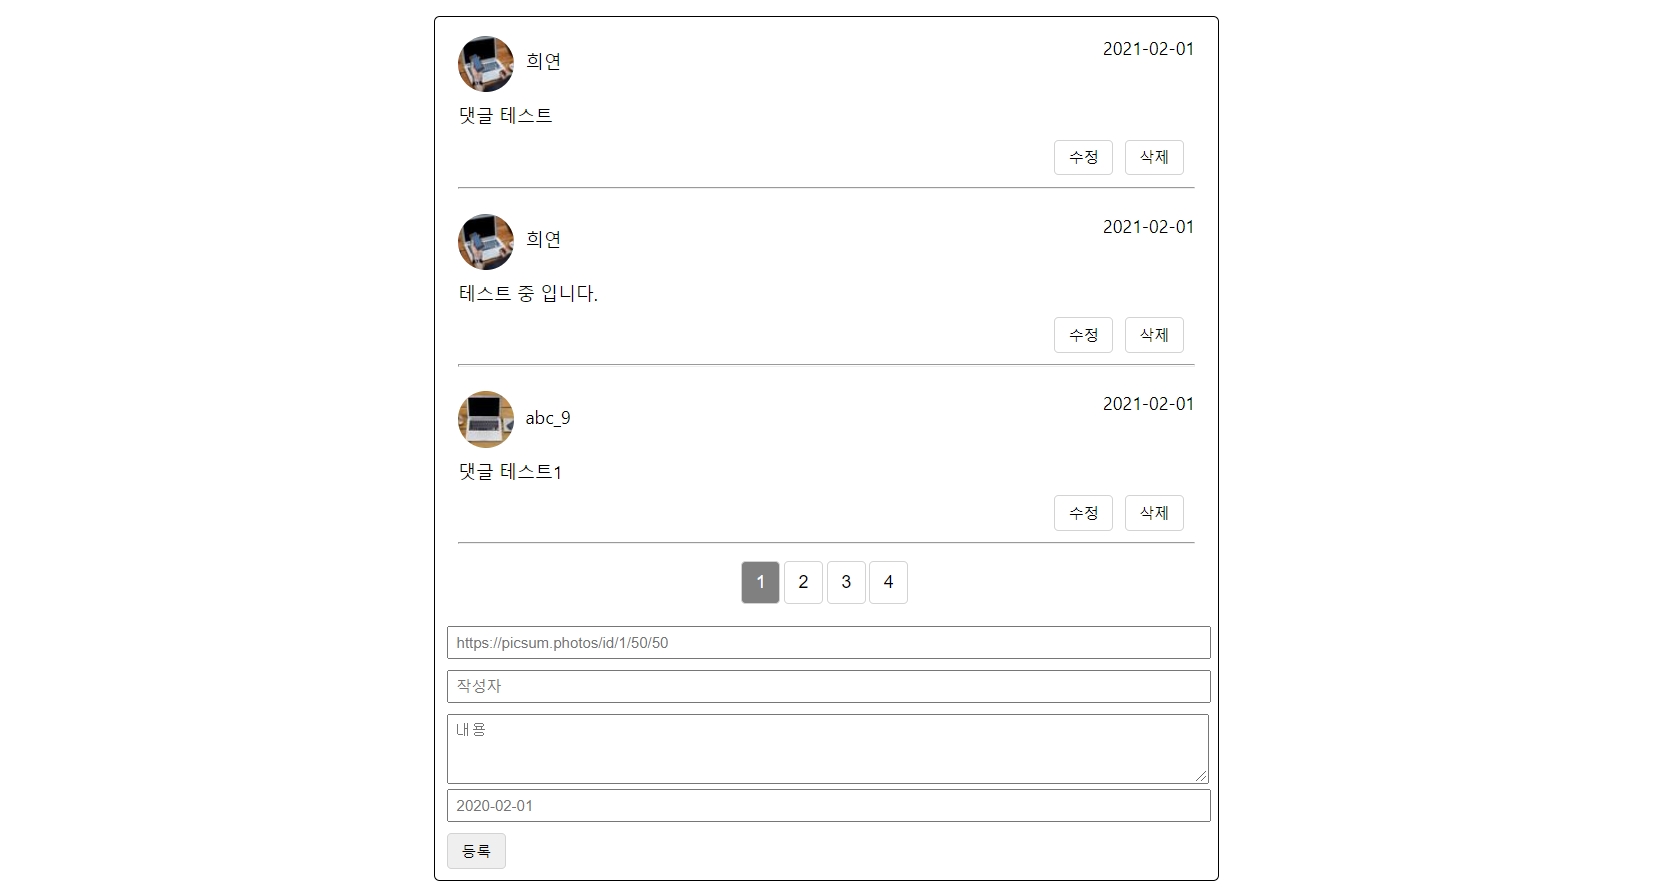 희연
2021-02-01
댓글 테스트
수정 삭제
희연
2021-02-01
테스트 중 입니다.
수정 삭제
abc_9
2021-02-01
댓글 테스트1
수정 삭제
1 2 3 4
https://picsum.photos/id/1/50/50
작성자
내용
2020-02-01
등록